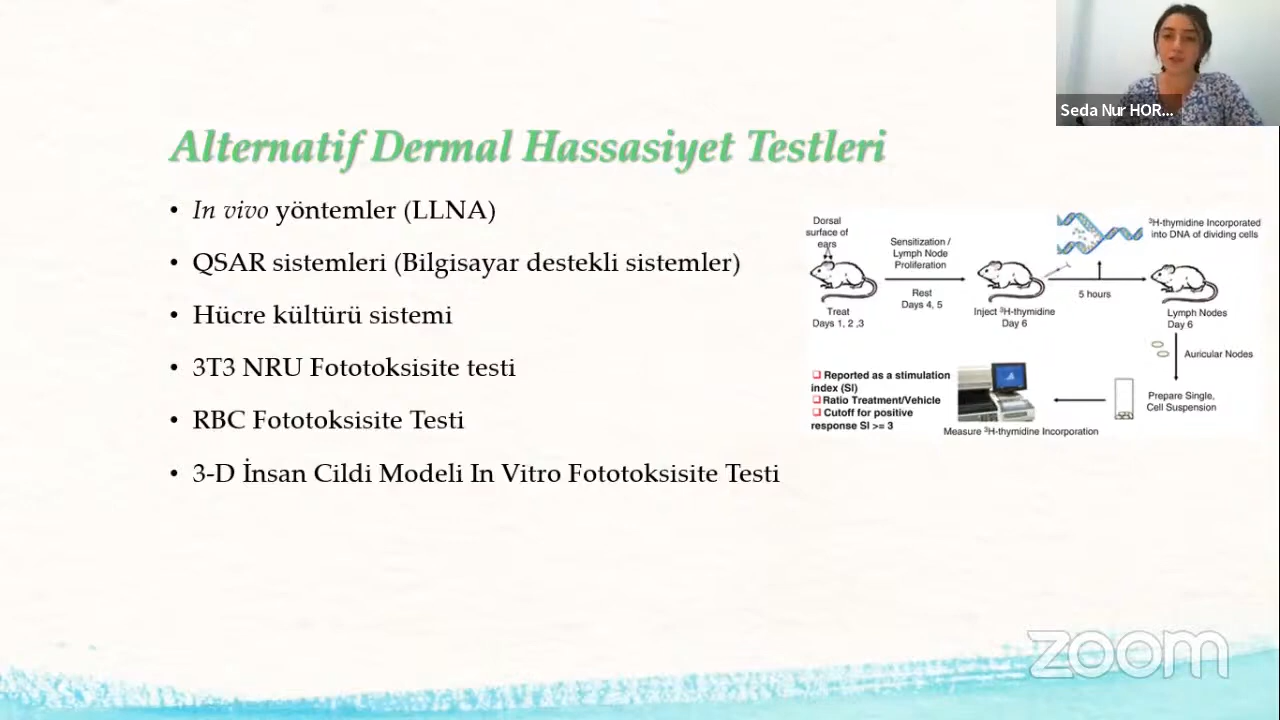 Seda Nur HOR...
Alternatif Dermal Hassasiyet Testleri
• In vivo yöntemler (LLNA)
• QSAR sistemleri (Bilgisayar destekli sistemler)
• Hücre kültürü sistemi
• 3T3 NRU Fototoksisite testi
• RBC Fototoksisite Testi
• 3-D İnsan Cildi Modeli In Vitro Fototoksisite Testi
Dorsal
surface of
ears
Treat
Days 1, 2 ,3
Sensitization /
Lymph Node
Proliferation
Rest
Days 4, 5
Inject ³H-thymidine
Day 6
³H-thymidine Incorporated
into DNA of dividing cells
5 hours
Lymph Nodes
Day 6
Auricular Nodes
Prepare Single,
Cell Suspension
Measure ³H-thymidine Incorporation
❑ Reported as a stimulation
index (SI)
❑ Ratio Treatment/Vehicle
❑ Cutoff for positive
response SI >= 3
zoom